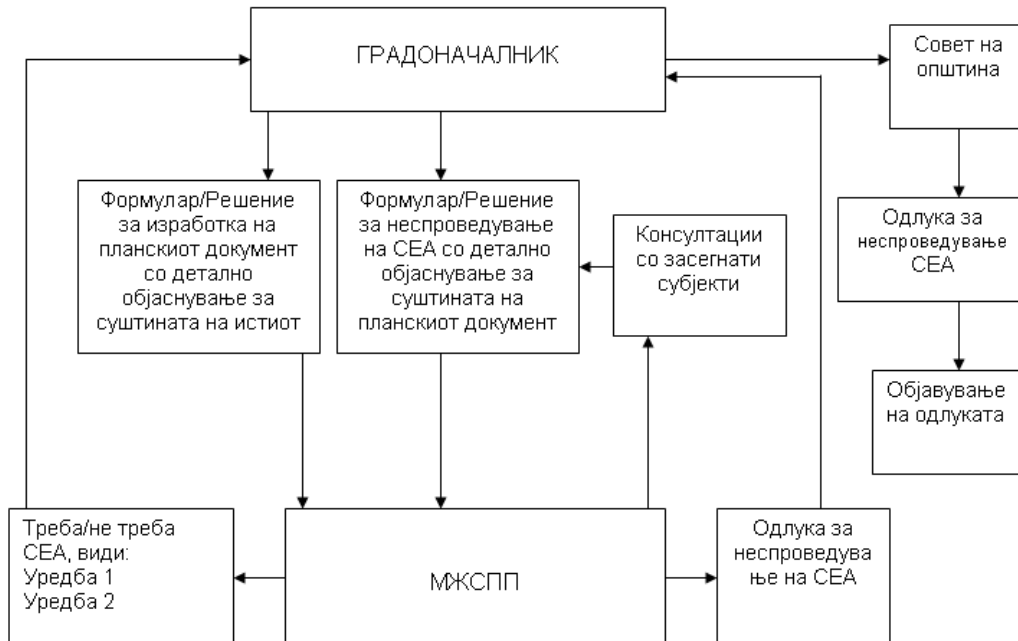 ГРАДОНАЧАЛНИК
Совет на
општина
Формулар/Решение
за изработка на
планскиот документ
со детално
објаснување за
суштината на истиот
Формулар/Решение
за неспроведување
на СЕА со детално
објаснување за
суштината на
планскиот документ
Консултации
со засегнати
субјекти
Одлука за
неспроведување
СЕА
Објавување
на одлуката
Треба/не треба
СЕА, види:
Уредба 1
Уредба 2
МЖСПП
Одлука за
неспроведува
ње на СЕА